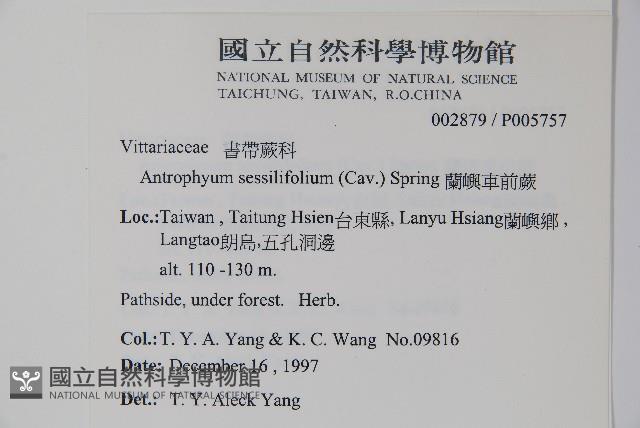 國立自然科學博物館
NATIONAL MUSEUM OF NATURAL SCIENCE
TAICHUNG, TAIWAN, R.O.CHINA
002879 / P005757
Vittariaceae 書帶蕨科
Antrophyum sessilifolium (Cav.) Spring 蘭嶼車前蕨
Loc.:Taiwan , Taitung Hsien台東縣, Lanyu Hsiang蘭嶼鄉 ,
Langtao朗島,五孔洞邊
alt. 110 -130 m.
Pathside, under forest. Herb.
Col.:T. Y. A. Yang & K. C. Wang No.09816
Date: December 16 , 1997
國立自然科學博物館
NATIONAL MUSEUM OF NATURAL SCIENCE
Det.: T. Y. Aleck Yang